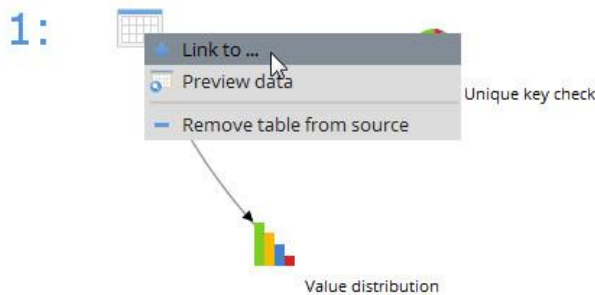 1:
Link to ...
Preview data
Unique key check
Remove table from source
Value distribution